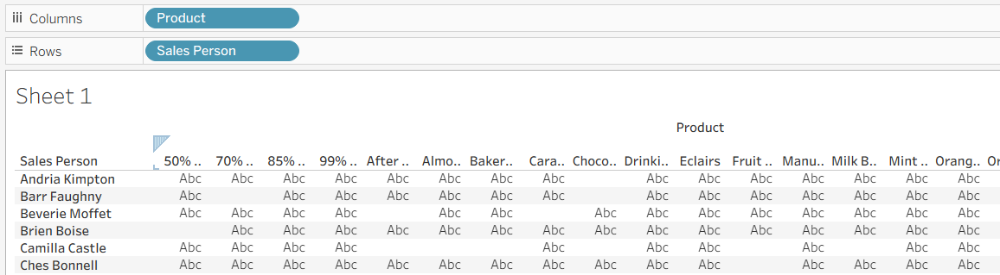 Columns Product
Rows Sales Person
Sheet 1
Product
Sales Person 50% .. 70% .. 85% .. 99% .. After .. Almo.. Baker.. Cara.. Choco.. Drinki.. Eclairs Fruit .. Manu.. Milk B.. Mint .. Orang.. Or
Andria Kimpton Abc Abc Abc Abc Abc Abc Abc Abc Abc Abc Abc Abc Abc Abc Abc
Barr Faughny Abc Abc Abc Abc Abc Abc Abc Abc Abc Abc Abc Abc Abc Abc
Beverie Moffet Abc Abc Abc Abc Abc Abc Abc Abc Abc Abc Abc Abc Abc Abc
Brien Boise Abc Abc Abc Abc Abc Abc Abc Abc Abc Abc Abc Abc Abc Abc Abc
Camilla Castle Abc Abc Abc Abc Abc Abc Abc Abc Abc Abc
Ches Bonnell Abc Abc Abc Abc Abc Abc Abc Abc Abc Abc Abc Abc Abc Abc Abc